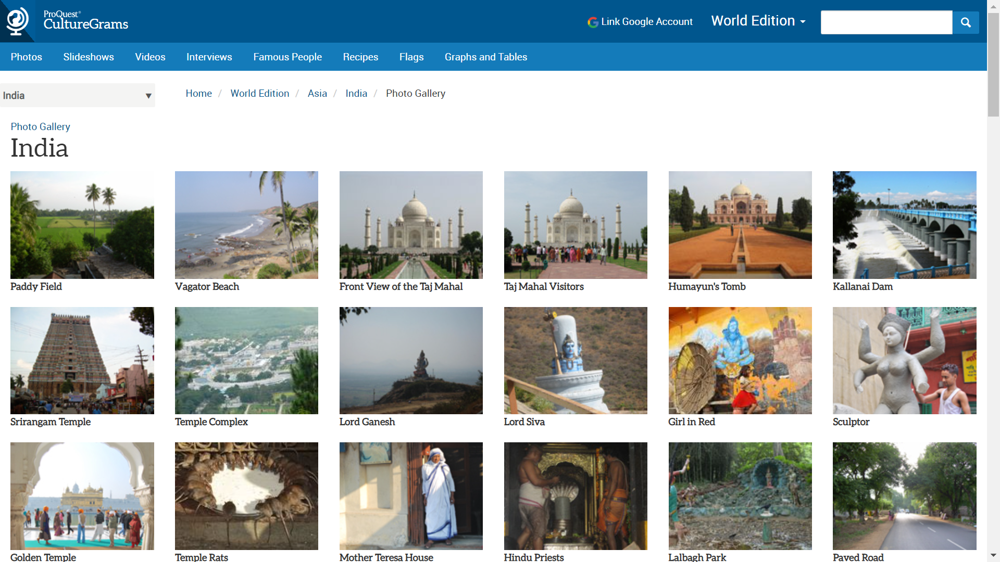 ProQuest®
CultureGrams
Link Google Account
World Edition
Photos
Slideshows
Videos
Interviews
Famous People
Recipes
Flags
Graphs and Tables
India
Home / World Edition / Asia / India / Photo Gallery
Photo Gallery
India
Paddy Field
Vagator Beach
Front View of the Taj Mahal
Taj Mahal Visitors
Humayun's Tomb
Kallanai Dam
Srirangam Temple
Temple Complex
Lord Ganesh
Lord Siva
Girl in Red
Sculptor
Golden Temple
Temple Rats
Mother Teresa House
Hindu Priests
Lalbagh Park
Paved Road